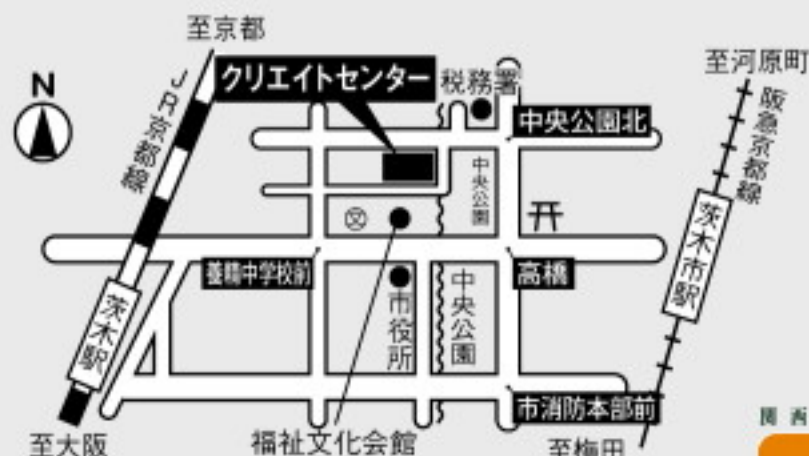 至京都
クリエイトセンター
税務署
至河原町
N
JR京都線
中央公園北
阪急京都線
中央公園
文
茨木市駅
養精中学校前
高橋
中央公園
市役所
茨木駅
市消防本部前
至大阪
福祉文化会館
至梅田
関西